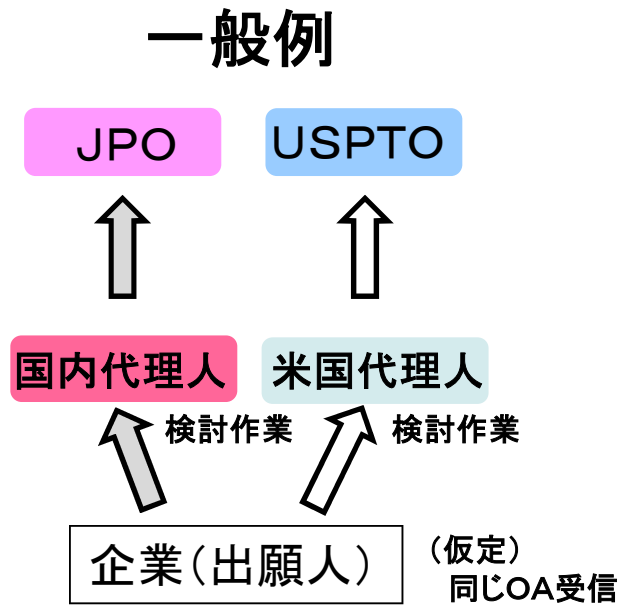 一般例
JPO
USPTO
国内代理人
米国代理人
検討作業
検討作業
企業(出願人)
(仮定)
同じOA受信